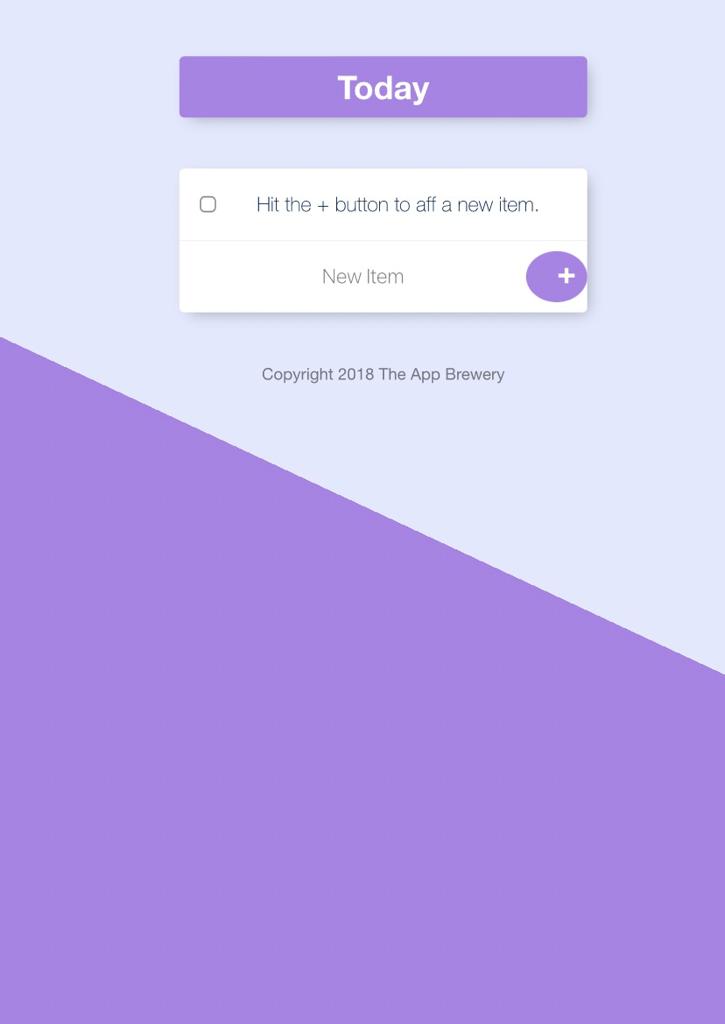 Today
Hit the + button to aff a new item.
New Item
+
Copyright 2018 The App Brewery